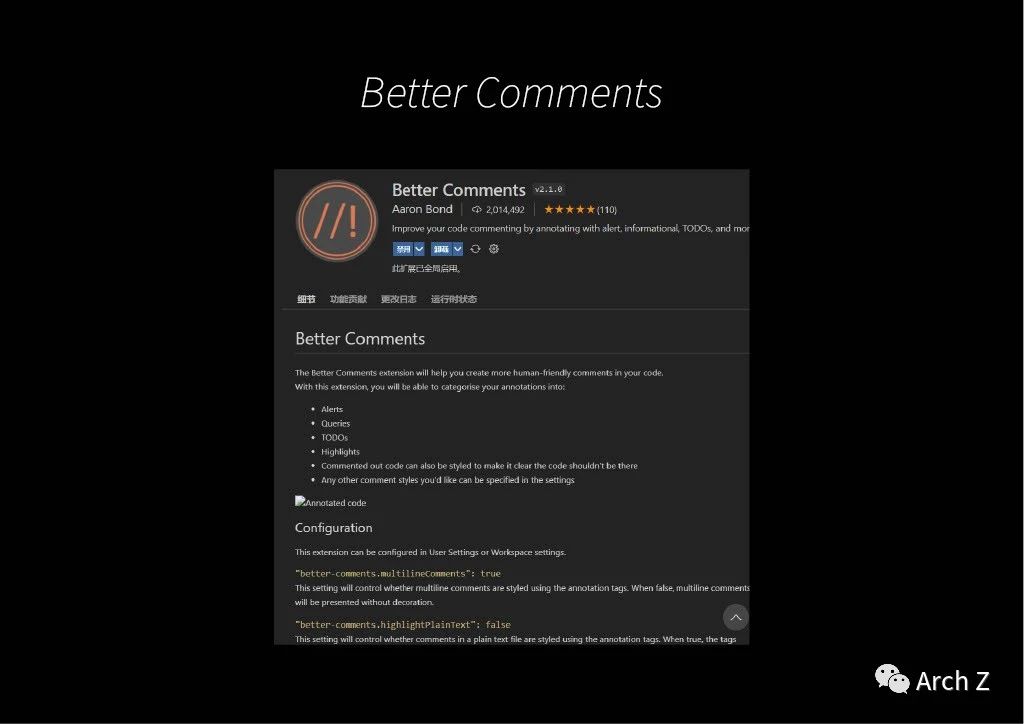 Better Comments
//!
Better Comments v2.1.0
Aaron Bond 2,014,492 ★★★★★(110)
Improve your code commenting by annotating with alert, informational, TODOs, and mor
禁用 卸载
此扩展已全局启用。
细节 功能贡献 更改日志 运行时状态
Better Comments
The Better Comments extension will help you create more human-friendly comments in your code.
With this extension, you will be able to categorise your annotations into:
• Alerts
• Queries
• TODOs
• Highlights
• Commented out code can also be styled to make it clear the code shouldn't be there
• Any other comment styles you'd like can be specified in the settings
Annotated code
Configuration
This extension can be configured in User Settings or Workspace settings.
"better-comments.multilineComments": true
This setting will control whether multiline comments are styled using the annotation tags. When false, multiline comments
will be presented without decoration.
"better-comments.highlightPlainText": false
This setting will control whether comments in a plain text file are styled using the annotation tags. When true, the tags
Arch Z